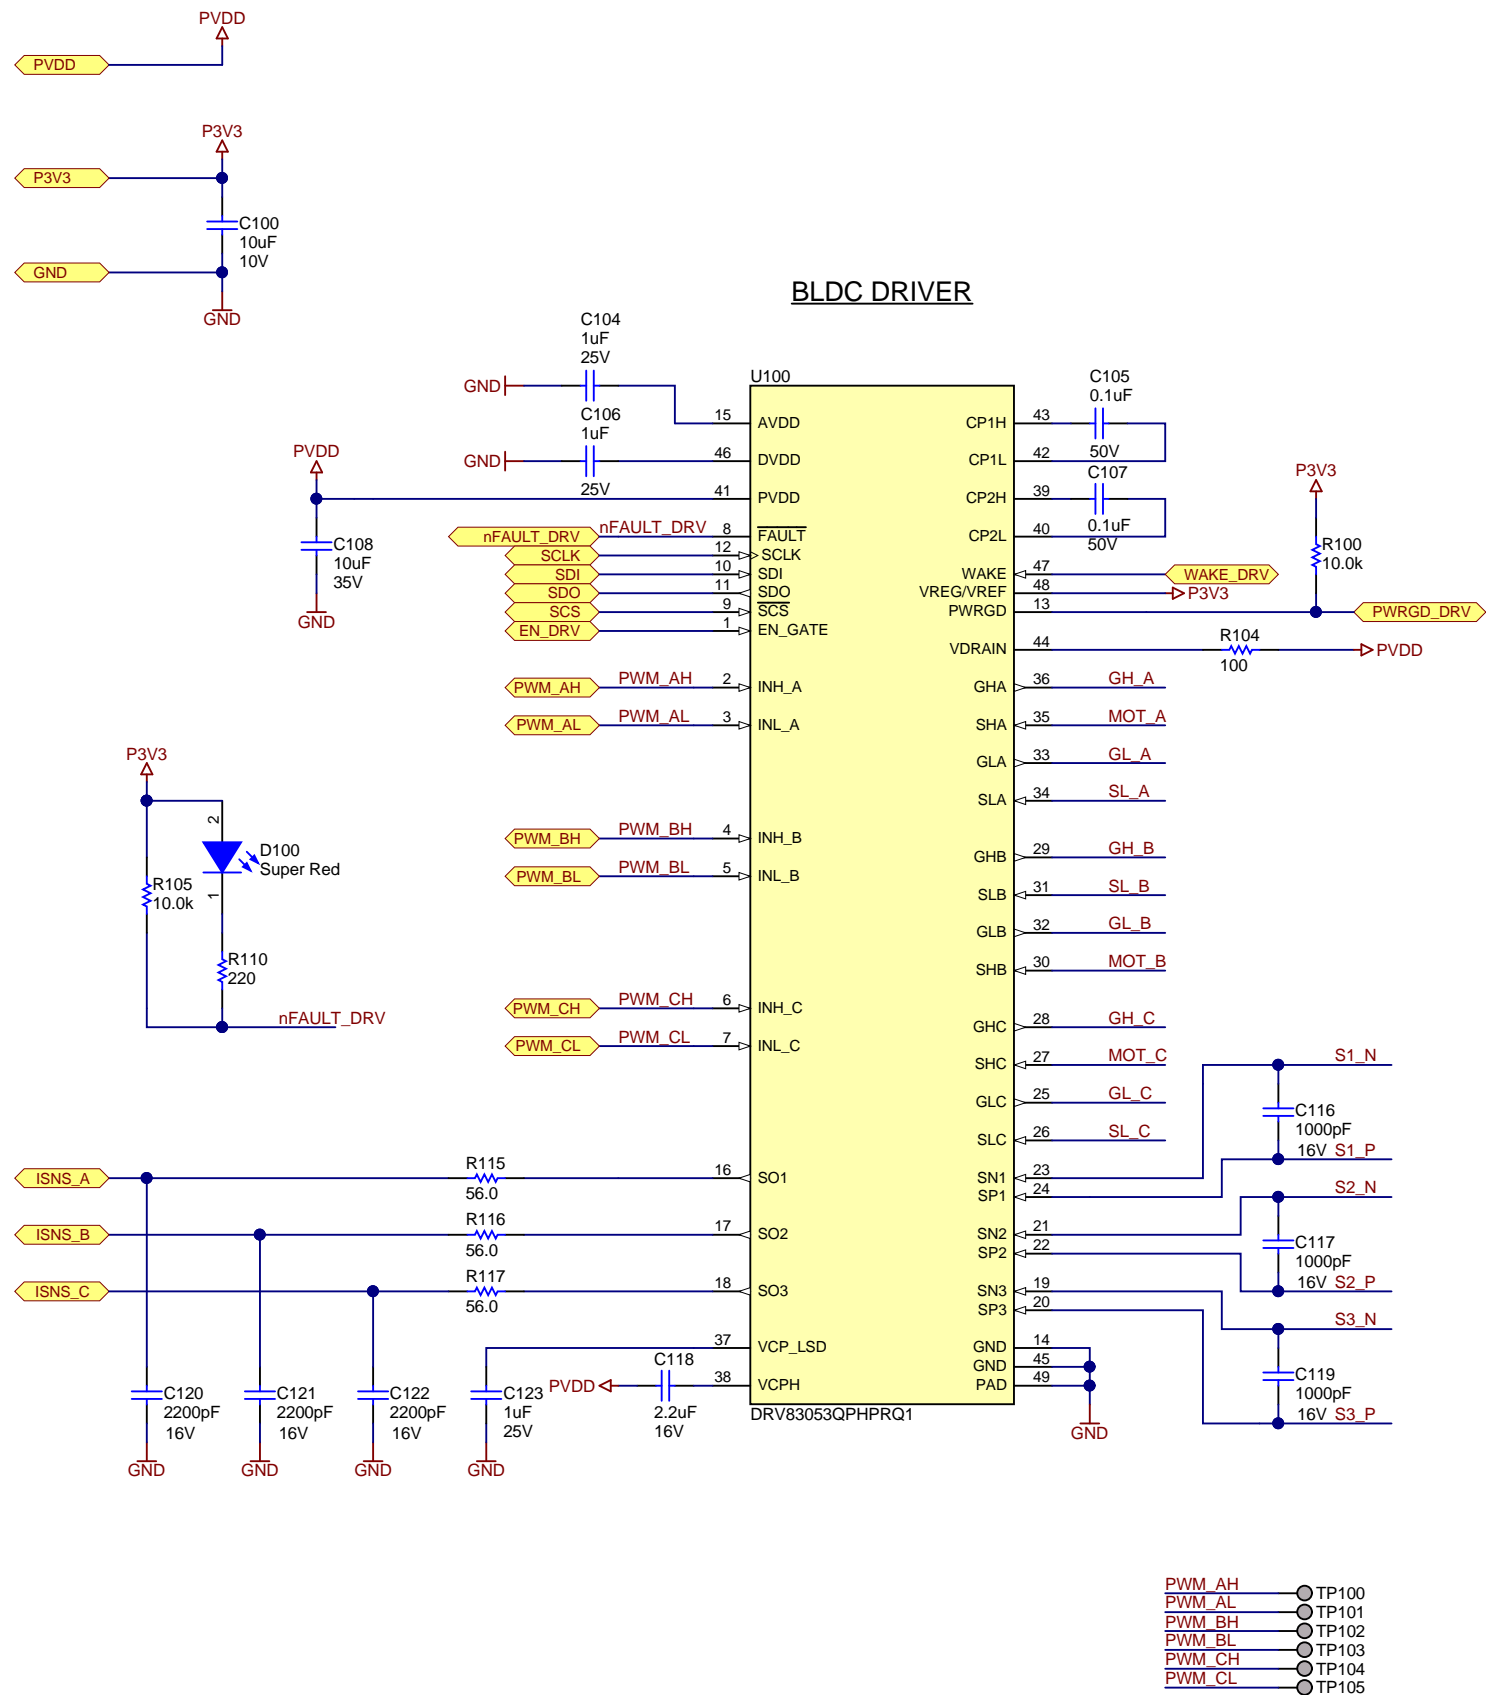 PVDD
PVDD
P3V3
P3V3
C100
10uF
10V
GND
GND
BLDC DRIVER
C104
1uF
25V
GND
C106
1uF
25V
GND
PVDD
C108
10uF
35V
GND
U100
15 AVDD
46 DVDD
41 PVDD
nFAULT_DRV nFAULT_DRV 8 FAULT
SCLK 12 SCLK
SDI 10 SDI
SDO 11 SDO
SCS 9 SCS
EN_DRV 1 EN_GATE
PWM_AH PWM_AH 2 INH_A
PWM_AL PWM_AL 3 INL_A
PWM_BH PWM_BH 4 INH_B
PWM_BL PWM_BL 5 INL_B
PWM_CH PWM_CH 6 INH_C
PWM_CL PWM_CL 7 INL_C
16 SO1
17 SO2
18 SO3
37 VCP_LSD
38 VCPH
DRV83053QPHPRQ1
CP1H 43
CP1L 42
CP2H 39
CP2L 40
WAKE 47 WAKE_DRV
VREG/VREF 48 P3V3
PWRGD 13 PWRGD_DRV
VDRAIN 44
GHA 36 GH_A
SHA 35 MOT_A
GLA 33 GL_A
SLA 34 SL_A
GHB 29 GH_B
SLB 31 SL_B
GLB 32 GL_B
SHB 30 MOT_B
GHC 28 GH_C
SHC 27 MOT_C
GLC 25 GL_C
SLC 26 SL_C
SN1 23
SP1 24
SN2 21
SP2 22
SN3 19
SP3 20
GND 14
GND 45
PAD 49
GND
C105
0.1uF
50V
C107
0.1uF
50V
P3V3
R100
10.0k
R104
100
PVDD
P3V3
2
D100
Super Red
1
R105
10.0k
R110
220
nFAULT_DRV
S1_N
C116
1000pF
16V S1_P
S2_N
C117
1000pF
16V S2_P
S3_N
C119
1000pF
16V S3_P
ISNS_A
R115
56.0
ISNS_B
R116
56.0
ISNS_C
R117
56.0
C120
2200pF
16V
GND
C121
2200pF
16V
GND
C122
2200pF
16V
GND
C123
1uF
25V
GND
PVDD
C118
2.2uF
16V
PWM_AH TP100
PWM_AL TP101
PWM_BH TP102
PWM_BL TP103
PWM_CH TP104
PWM_CL TP105